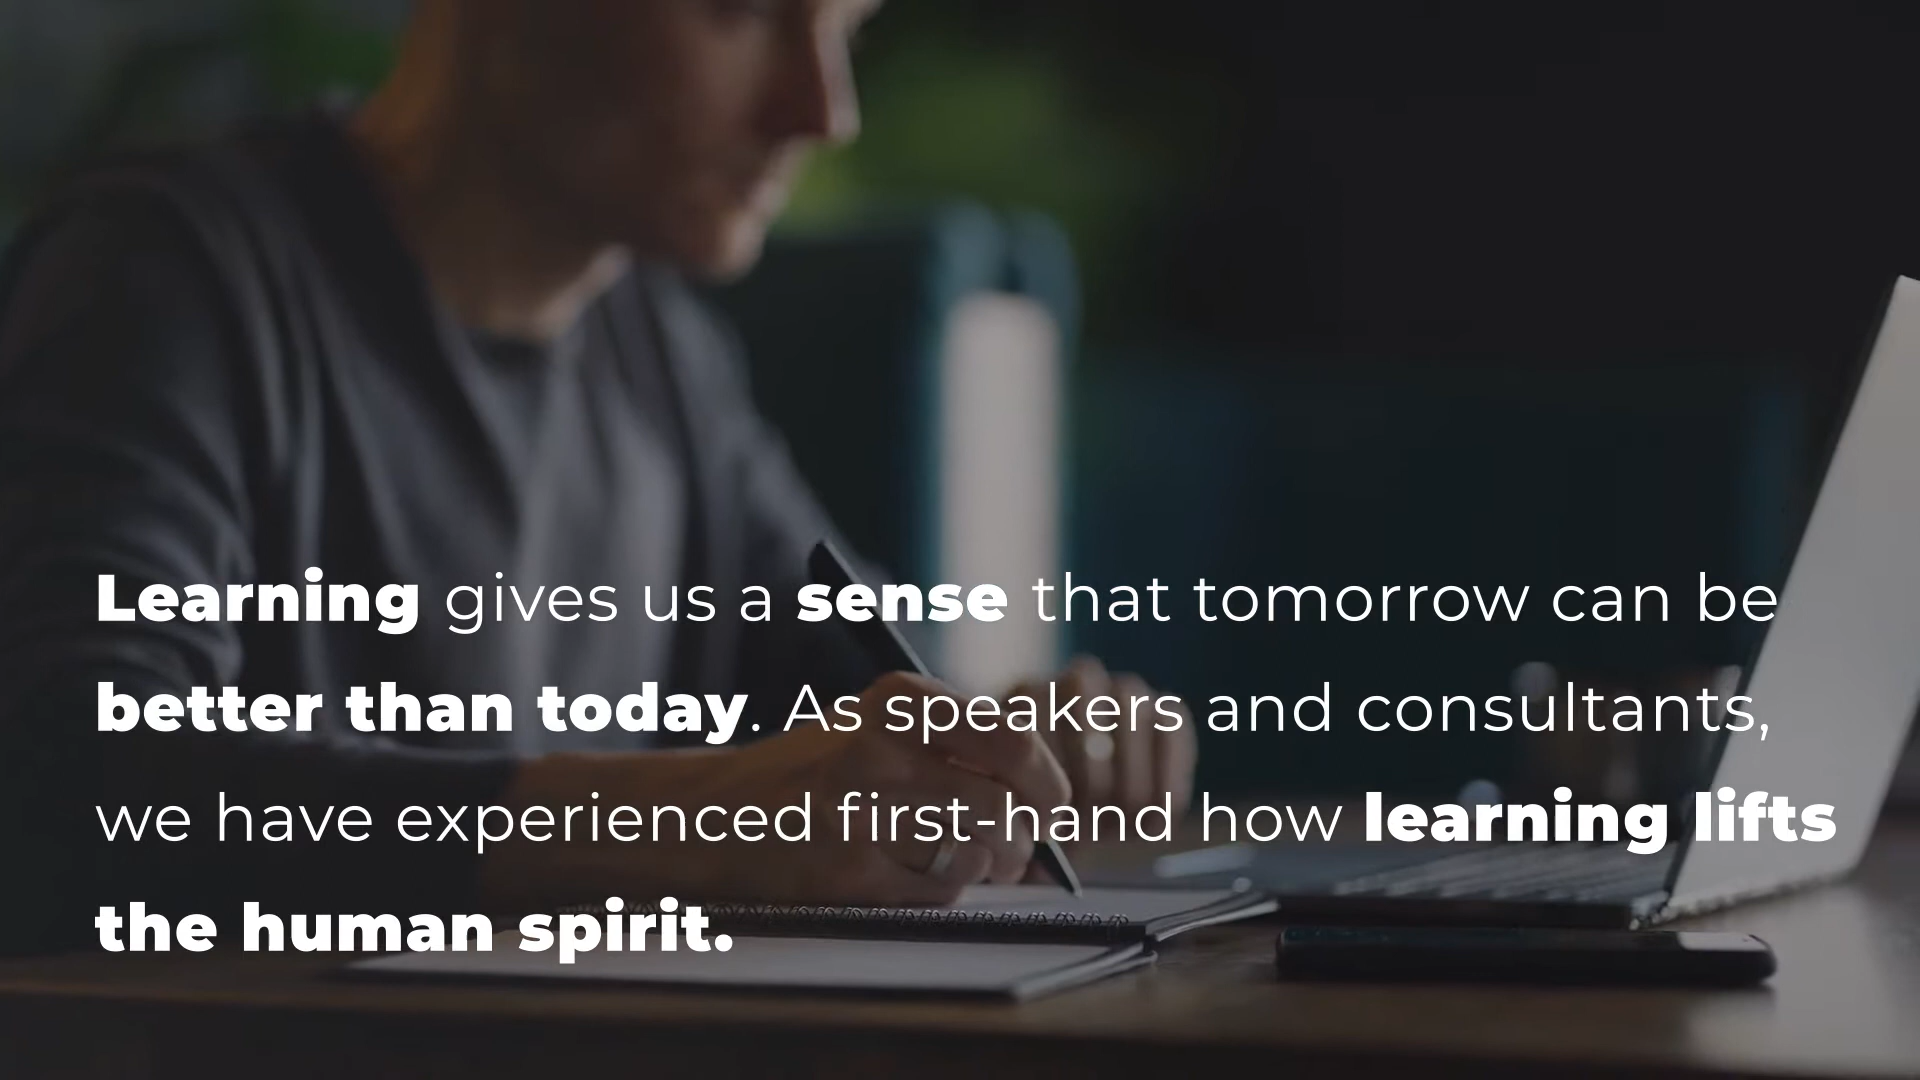 Learning gives us a sense that tomorrow can be
better than today. As speakers and consultants,
we have experienced first-hand how learning lifts
the human spirit.